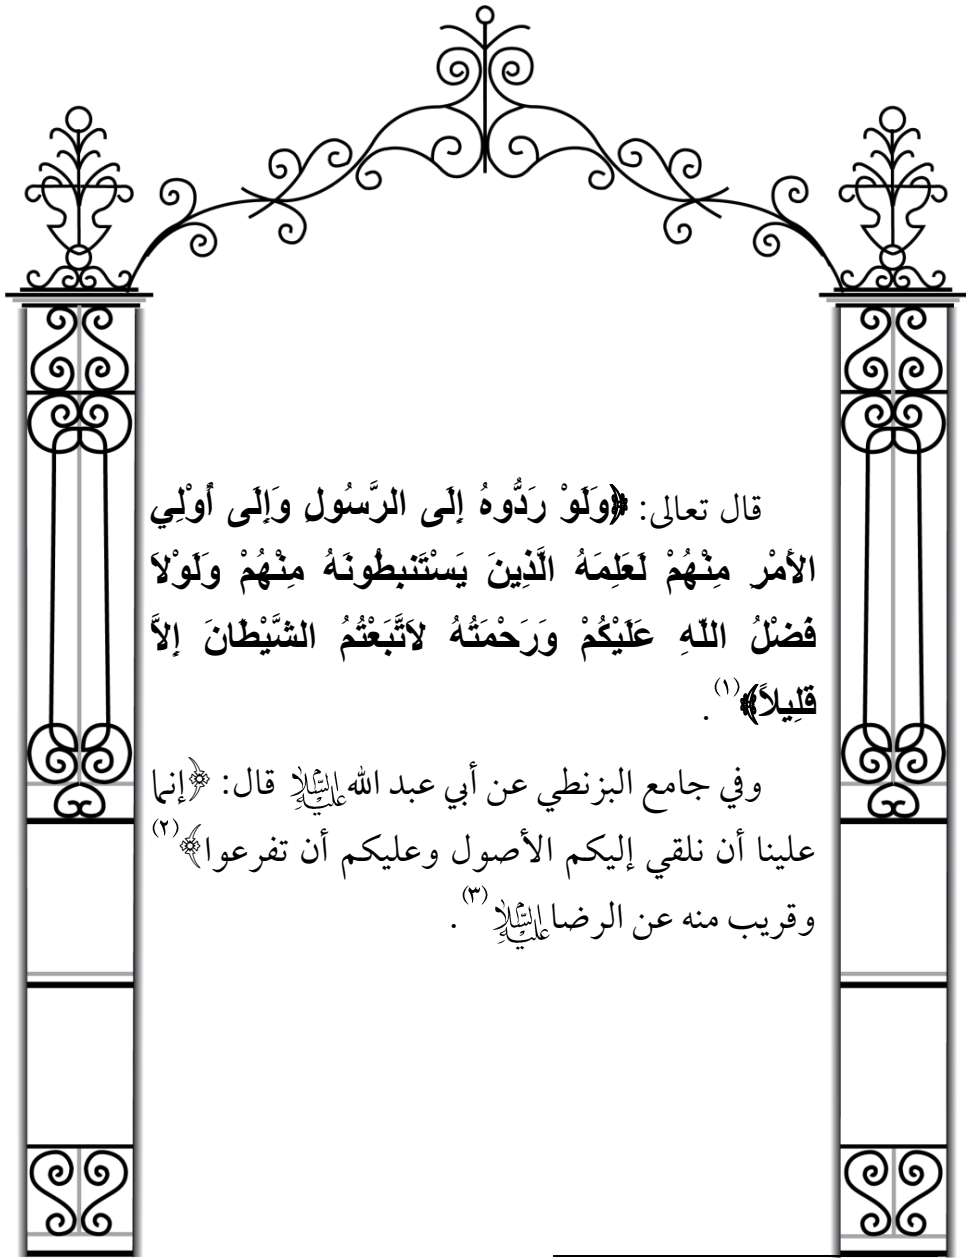 قال تعالى: ﴿وَلَوْ رَدُّوهُ إِلَى الرَّسُولِ وَإِلَى أُوْلِي
الأَمْرِ مِنْهُمْ لَعَلِمَهُ الَّذِينَ يَسْتَنبِطُونَهُ مِنْهُمْ وَلَوْلاَ
فَضْلُ اللّهِ عَلَيْكُمْ وَرَحْمَتُهُ لاَتَّبَعْتُمُ الشَّيْطَانَ إِلاَّ
قَلِيلاً﴾(١).
وفي جامع البزنطي عن أبي عبد الله عليه السلام قال: ﴿إنما
علينا أن نلقي إليكم الأصول وعليكم أن تفرعوا﴾(٢)
وقريب منه عن الرضا عليه السلام(٣).